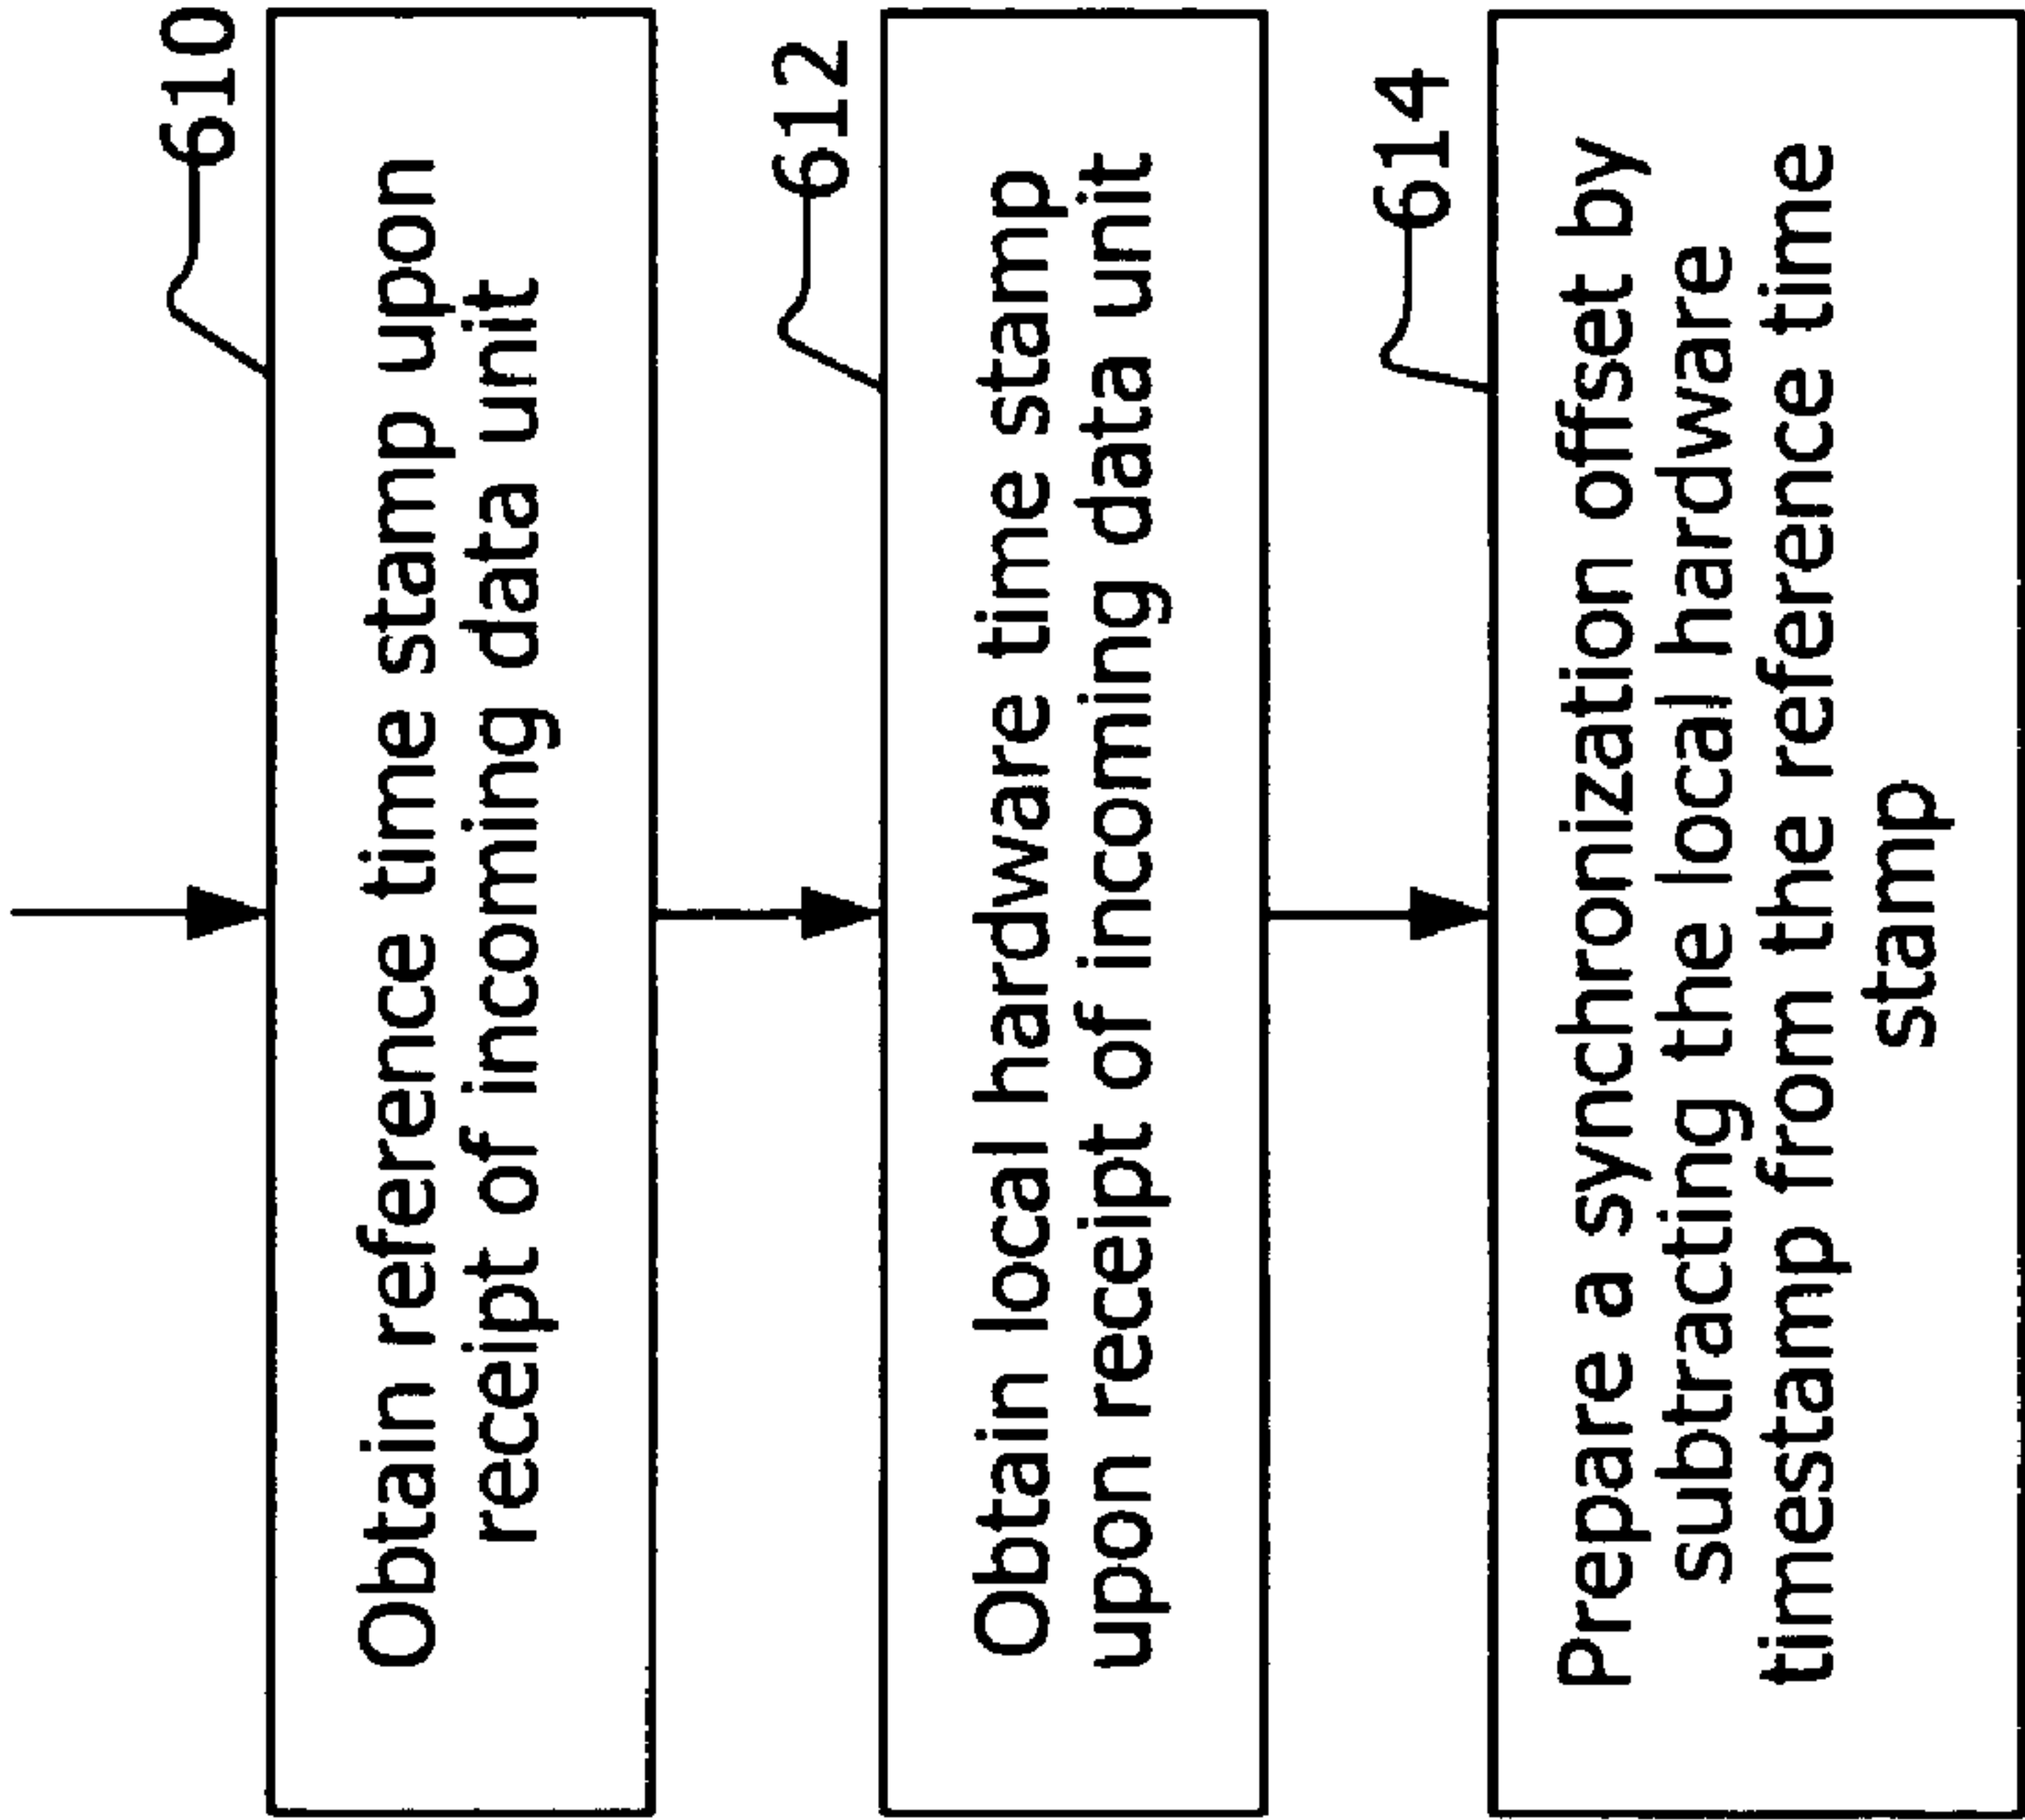 610
Obtain reference time stamp upon
receipt of incoming data unit
612
Obtain local hardware time stamp
upon receipt of incoming data unit
614
Prepare a synchronization offset by
subtracting the local hardware
timestamp from the reference time
stamp